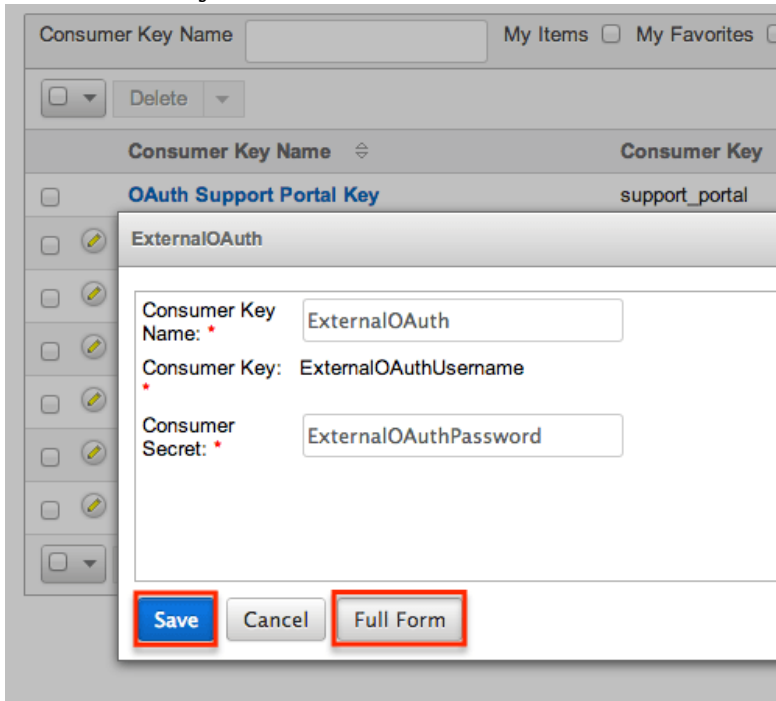 Consumer Key Name My Items My Favorites
Delete
Consumer Key Name Consumer Key
OAuth Support Portal Key support_portal
ExternalOAuth
Consumer Key
Name: * ExternalOAuth
Consumer Key: ExternalOAuthUsername
*
Consumer
Secret: * ExternalOAuthPassword
Save Cancel Full Form